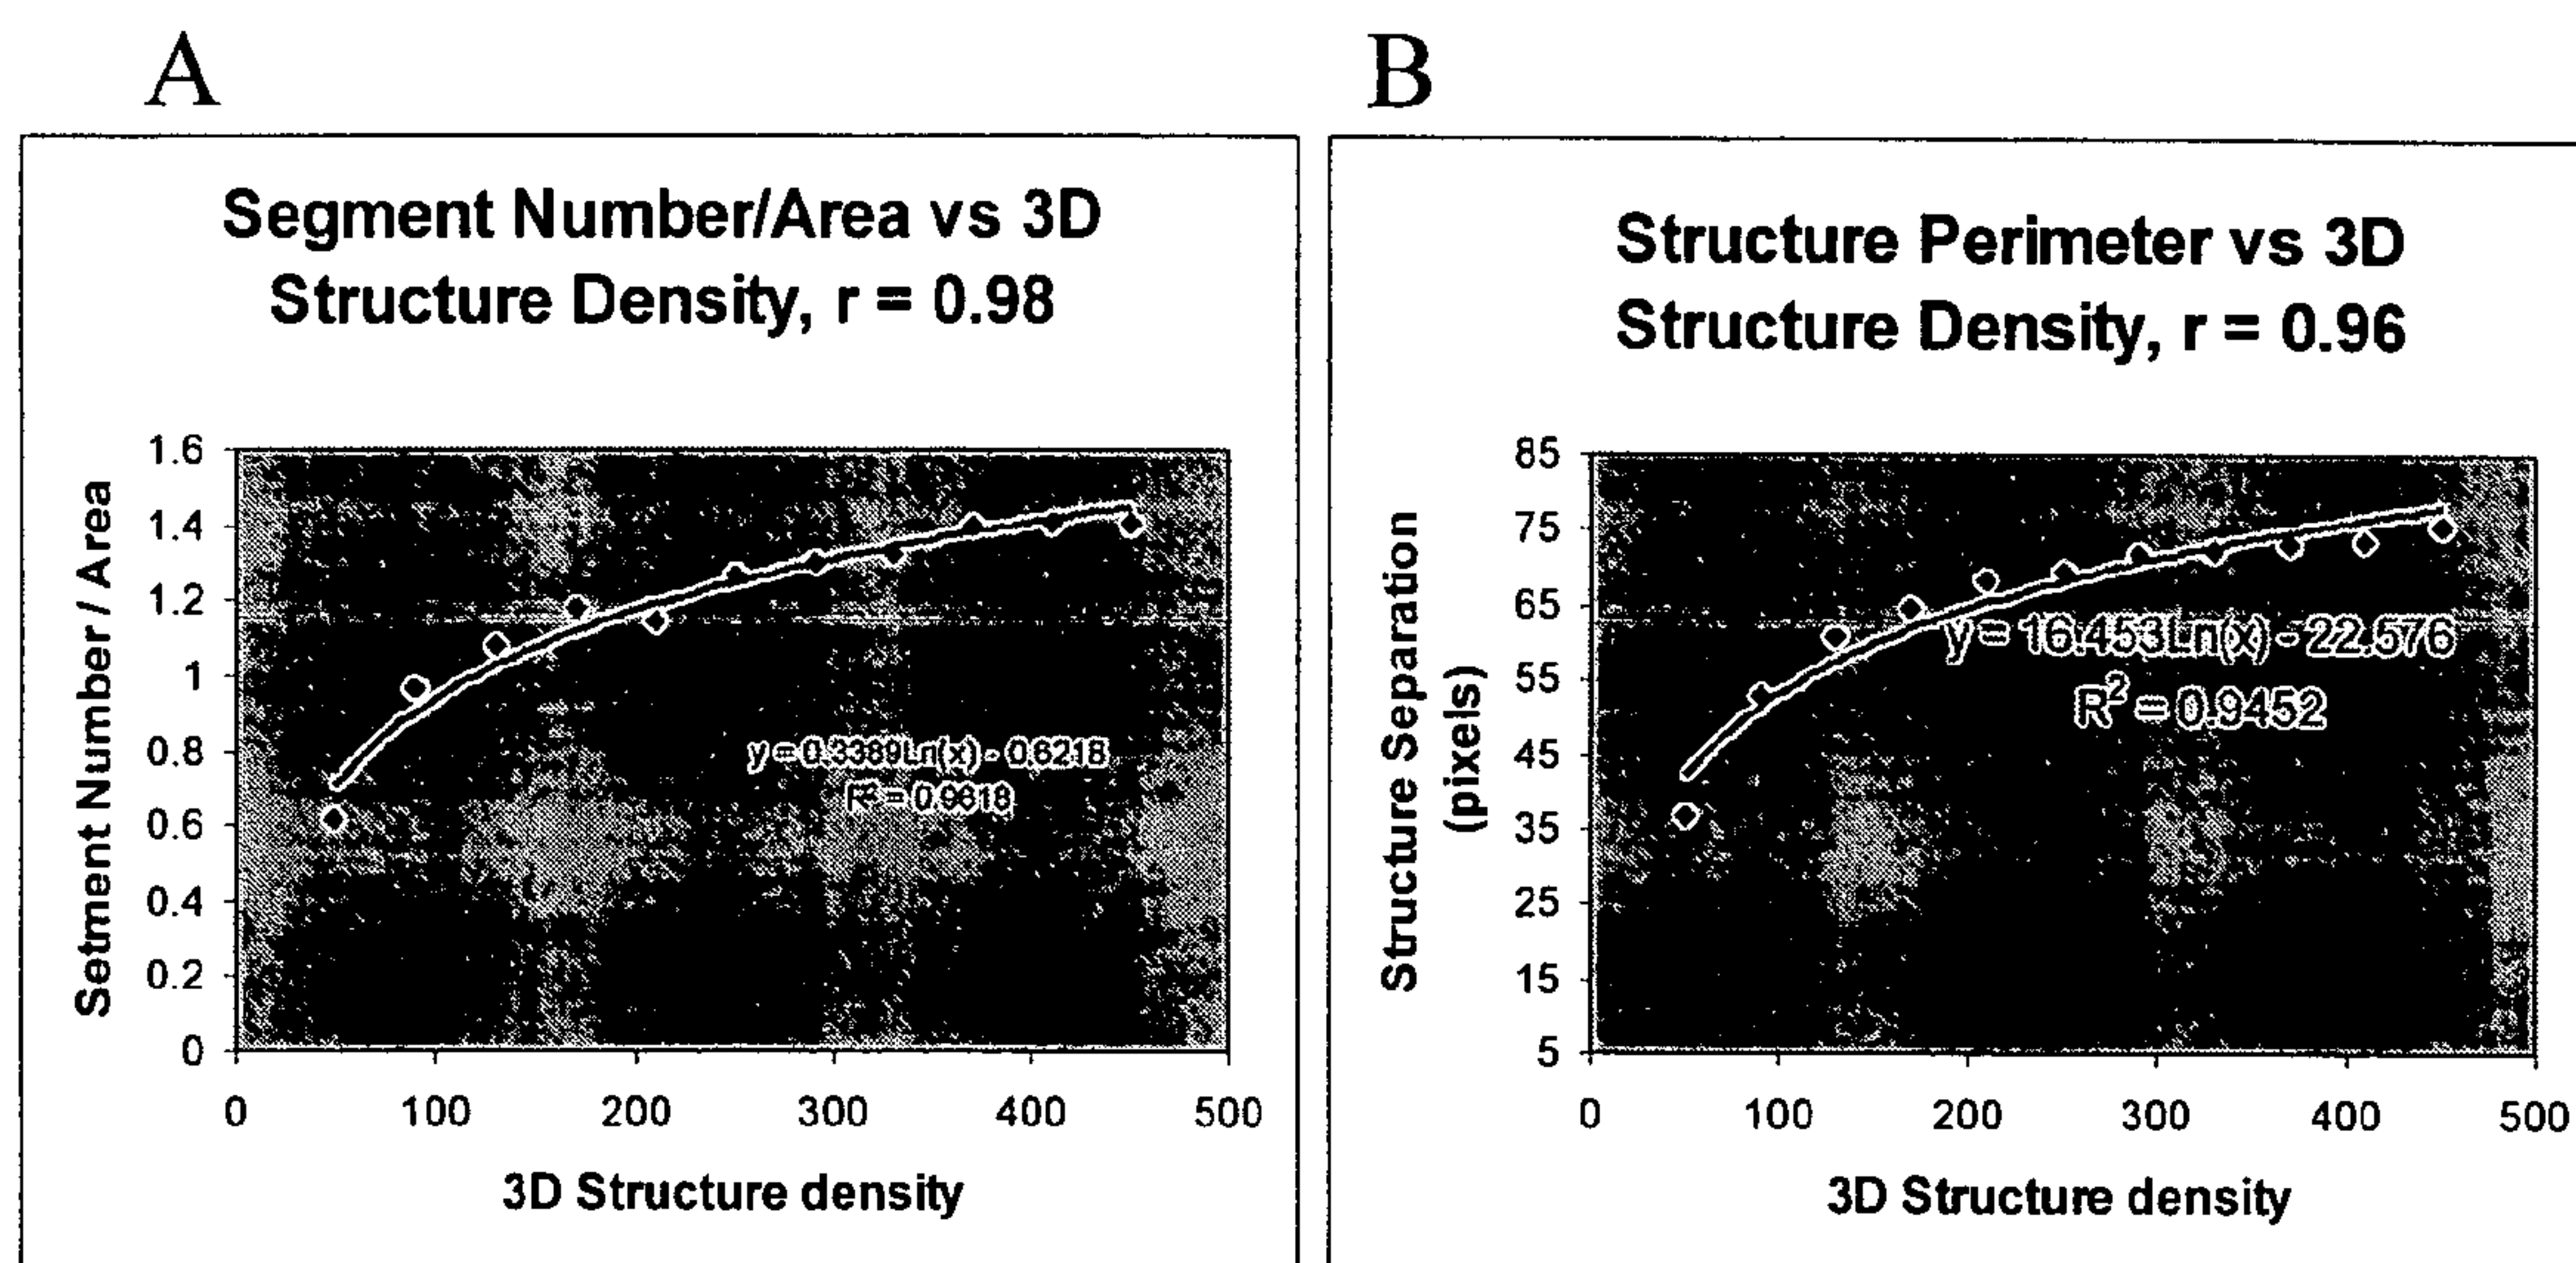 A
Segment Number/Area vs 3D
Structure Density, r = 0.98
Setment Number / Area
1.6
1.4
1.2
1
0.8
0.6
0.4
0.2
0
y = 0.3389Ln(x) - 0.6218
R² = 0.9618
0 100 200 300 400 500
3D Structure density
B
Structure Perimeter vs 3D
Structure Density, r = 0.96
Structure Separation
(pixels)
85
75
65
55
45
35
25
15
5
y = 16.453Ln(x) - 22.576
R² = 0.9452
0 100 200 300 400 500
3D Structure density